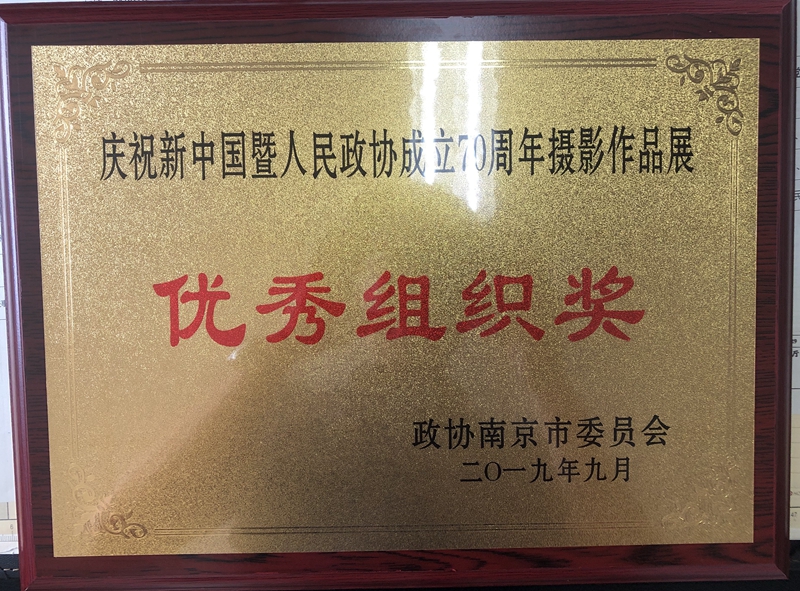 庆祝新中国暨人民政协成立70周年摄影作品展
优秀组织奖
政协南京市委员会
二〇一九年九月